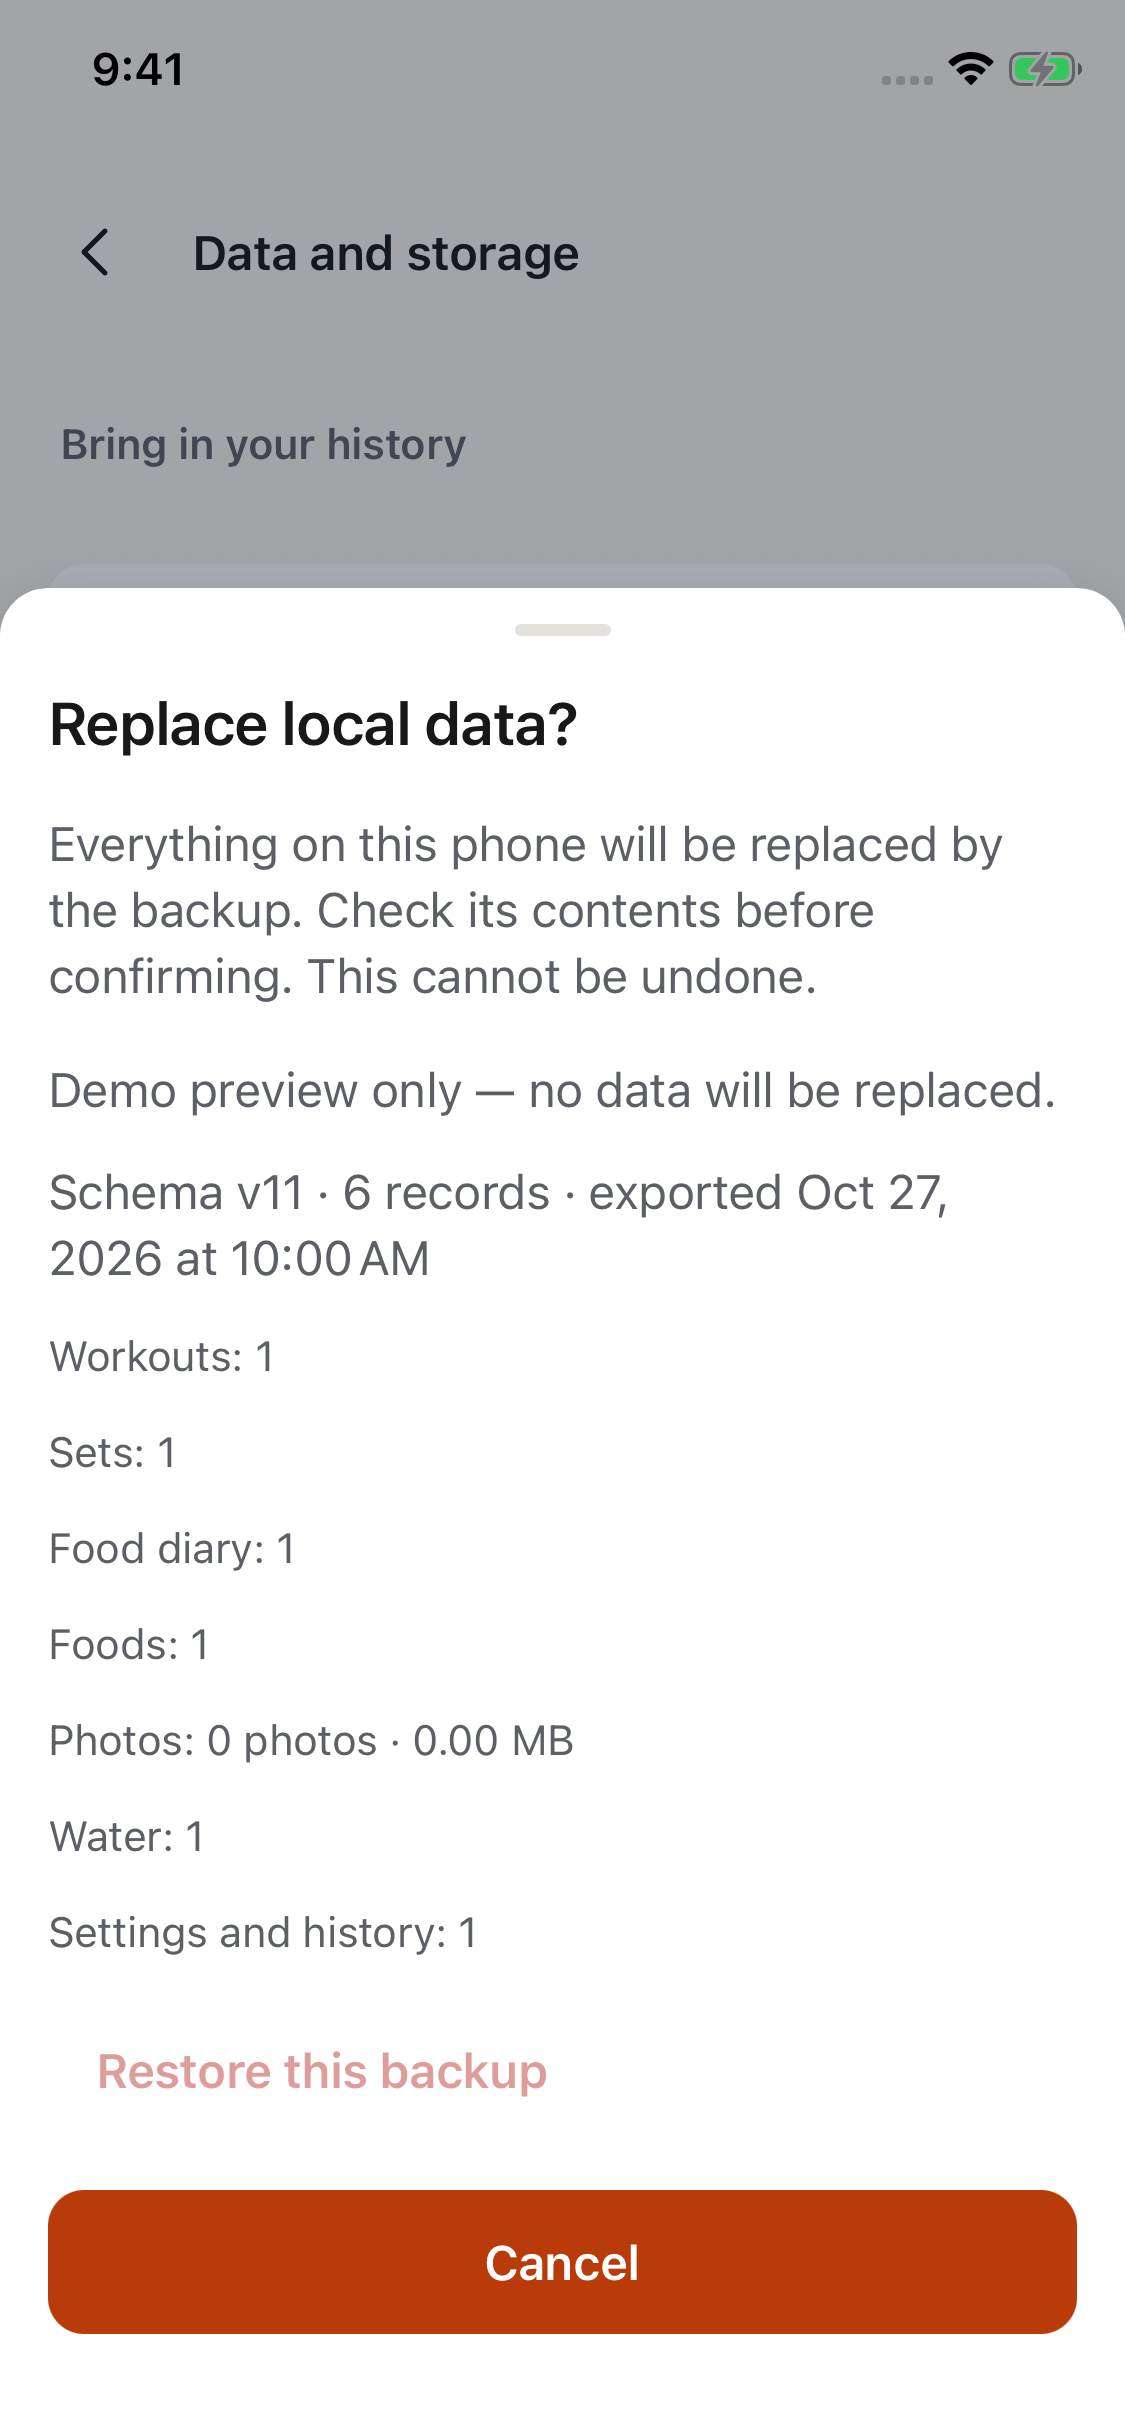 9:41
Data and storage
Bring in your history
Replace local data?
Everything on this phone will be replaced by
the backup. Check its contents before
confirming. This cannot be undone.
Demo preview only — no data will be replaced.
Schema v11 · 6 records · exported Oct 27,
2026 at 10:00 AM
Workouts: 1
Sets: 1
Food diary: 1
Foods: 1
Photos: 0 photos · 0.00 MB
Water: 1
Settings and history: 1
Restore this backup
Cancel